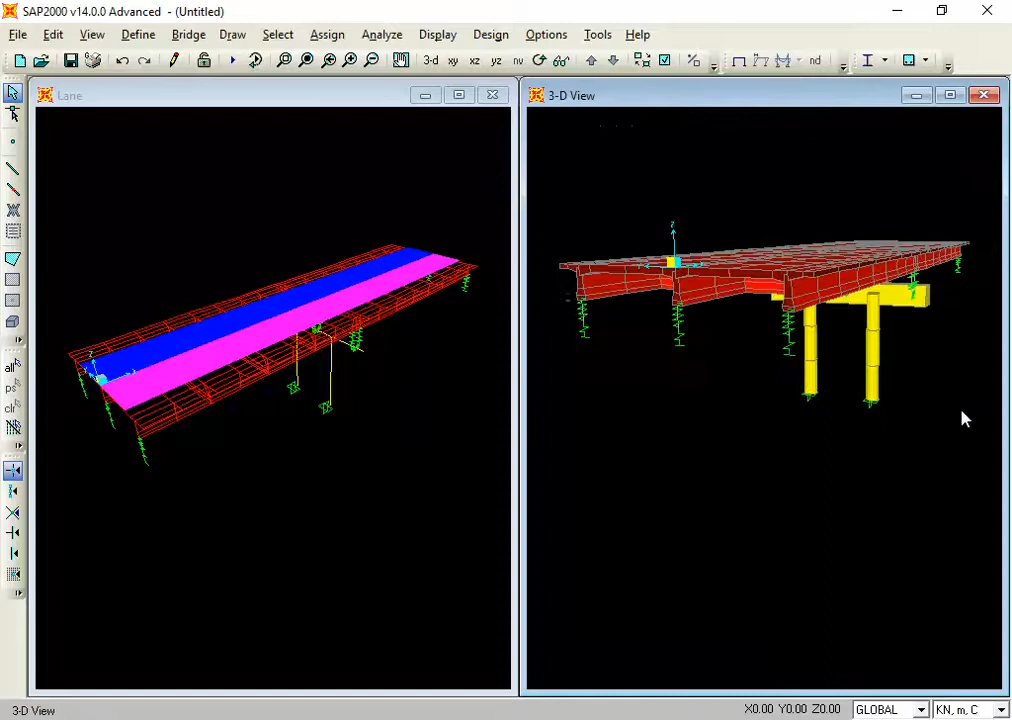 SAP2000 v14.0.0 Advanced - (Untitled)
File Edit View Define Bridge Draw Select Assign Analyze Display Design Options Tools Help
3-d xy xz yz nv nd
Lane
3-D View
all
ps
clr
Z
Z
3-D View
X0.00 Y0.00 Z0.00
GLOBAL
KN, m, C